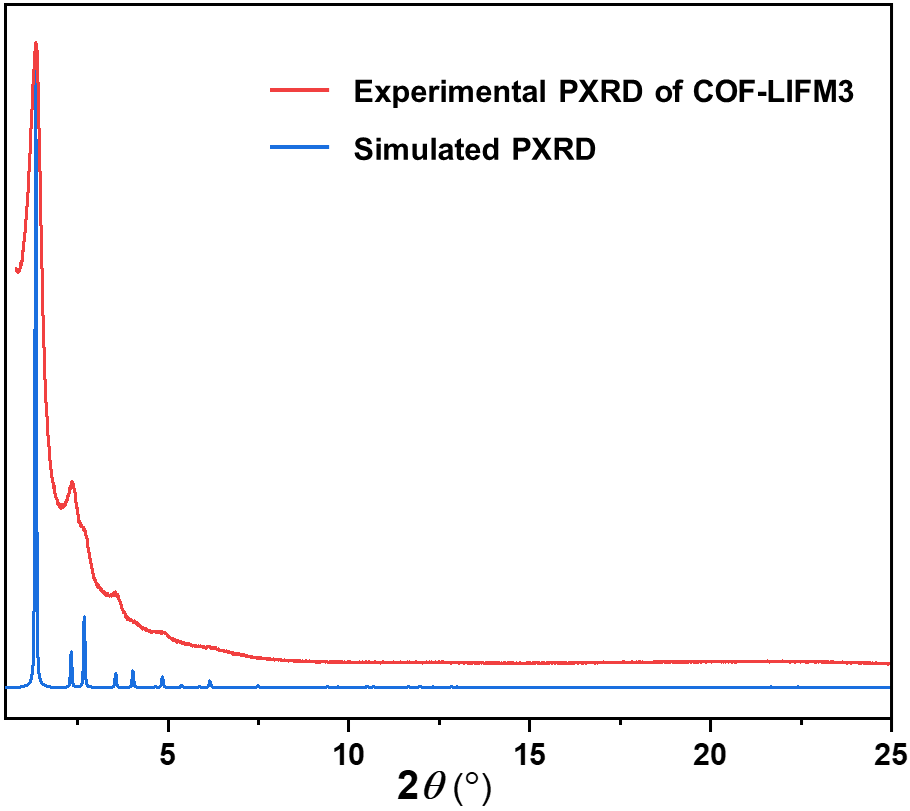 Experimental PXRD of COF-LIFM3
Simulated PXRD
5 10 15 20 25
2θ (°)